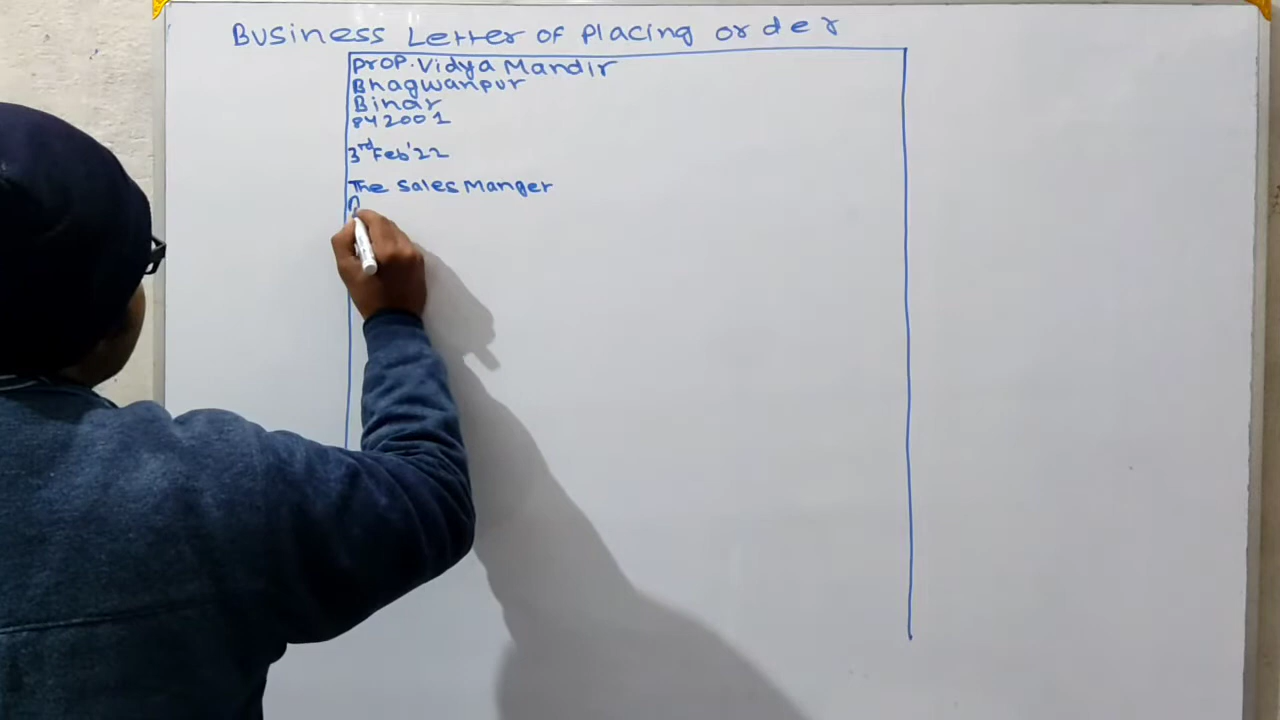 Business Letter of placing order
Prop. Vidya Mandir
Bhagwanpur
Bihar
842001
3rd Feb'22
The Sales Manger